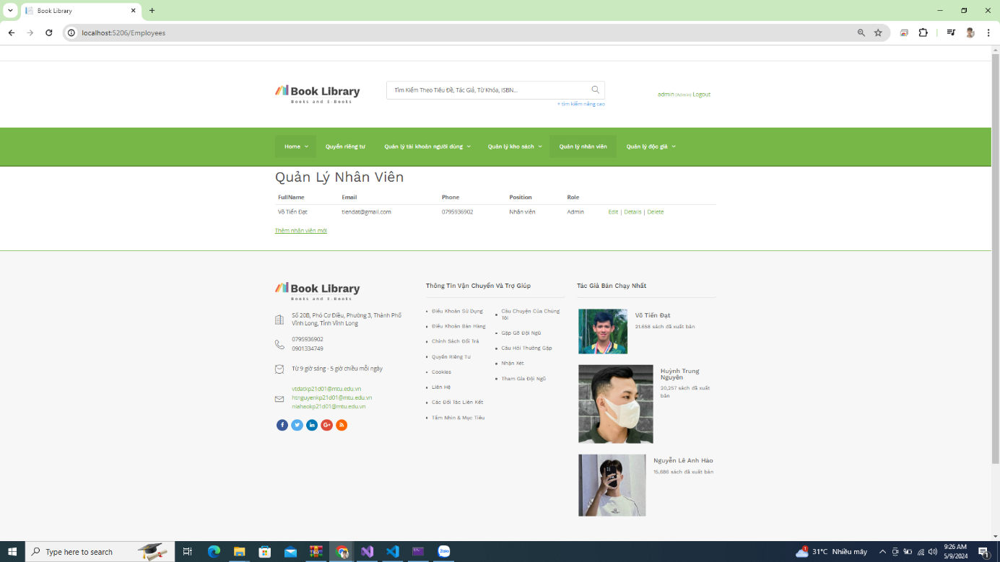 Book Library
localhost:5206/Employees
Book Library
Books and E-Books
Tìm Kiếm Theo Tiêu Đề, Tác Giả, Từ Khóa, ISBN...
+ tìm kiếm nâng cao
admin (Admin) Logout
Home
Quyền riêng tư
Quản lý tài khoản người dùng
Quản lý kho sách
Quản lý nhân viên
Quản lý độc giả
Quản Lý Nhân Viên
FullName Email Phone Position Role
Võ Tiến Đạt tiendat@gmail.com 0795936902 Nhân viên Admin Edit | Details | Delete
Thêm nhân viên mới
Book Library
Books and E-Books
Số 20B, Phó Cơ Điều, Phường 3, Thành Phố
Vĩnh Long, Tỉnh Vĩnh Long
0795936902
0901334749
Từ 9 giờ sáng - 5 giờ chiều mỗi ngày
vtdatkp21d01@mtu.edu.vn
htnguyenkp21d01@mtu.edu.vn
nlahaokp21d01@mtu.edu.vn
Thông Tin Vận Chuyển Và Trợ Giúp
Điều Khoản Sử Dụng
Điều Khoản Bán Hàng
Chính Sách Đổi Trả
Quyền Riêng Tư
Cookies
Liên Hệ
Các Đối Tác Liên Kết
Tầm Nhìn & Mục Tiêu
Câu Chuyện Của Chúng
Tôi
Gặp Gỡ Đội Ngũ
Câu Hỏi Thường Gặp
Nhận Xét
Tham Gia Đội Ngũ
Tác Giả Bán Chạy Nhất
Võ Tiến Đạt
21.658 sách đã xuất bản
Huỳnh Trung
Nguyên
20,257 sách đã xuất
bản
Nguyễn Lê Anh Hào
15,686 sách đã xuất bản
Type here to search
Zalo
31°C Nhiều mây
9:26 AM
5/9/2024